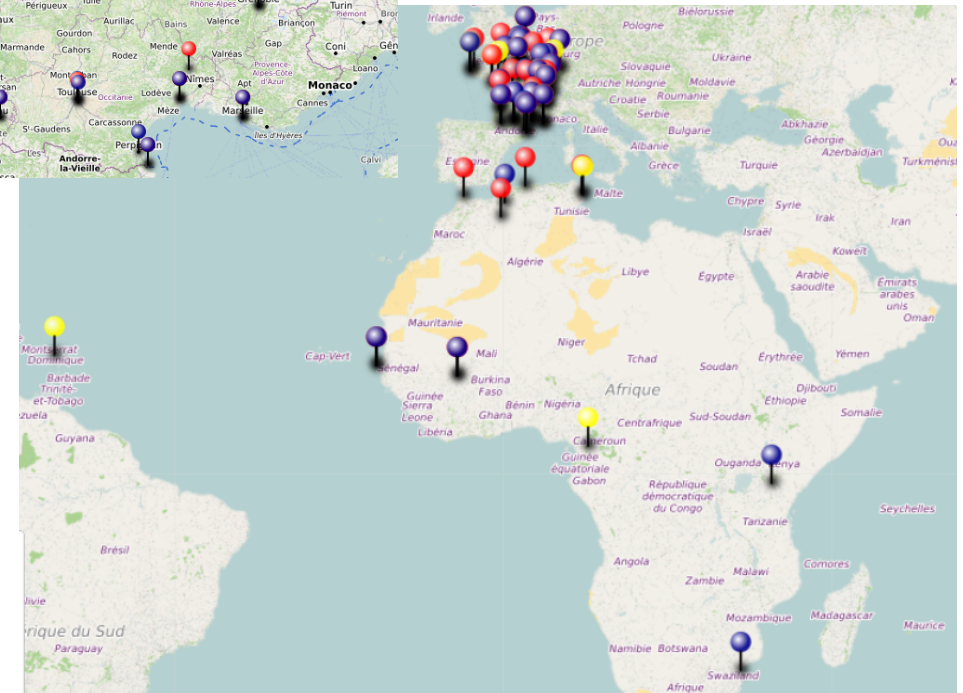 Périgueux
Aurillac
Valence
Briançon
Turin
Piémont
Rhône-Alpes
Bains
Gourdon
Marmande
Cahors
Rodez
Mende
Valréas
Gap
Coni
Loano
Provence-
Alpes-Côte
d'Azur
Toulouse
Occitanie
Lodève
Nîmes
Apt
Monaco
Cannes
Mèze
Marseille
St-Gaudens
Carcassonne
Îles d'Hyères
Andorre-
la-Vieille
Calvi
Irlande
Biélorussie
Pologne
Ukraine
Slovaquie
Autriche
Hongrie
Moldavie
Croatie
Roumanie
Serbie
Italie
Bulgarie
Abkhazie
Géorgie
Azerbaïdjan
Albanie
Grèce
Turquie
Malte
Chypre
Syrie
Irak
Iran
Tunisie
Israël
Maroc
Algérie
Libye
Égypte
Koweït
Arabie
saoudite
Émirats
arabes
unis
Oman
Mauritanie
Niger
Mali
Cap-Vert
Sénégal
Tchad
Soudan
Érythrée
Yémen
Montserrat
Dominique
Barbade
Trinité-
et-Tobago
Guyana
Burkina
Faso
Afrique
Djibouti
Éthiopie
Somalie
Guinée
Sierra
Leone
Bénin
Nigéria
Ghana
Libéria
Centrafrique
Sud-Soudan
Cameroun
Guinée
équatoriale
Gabon
Ouganda
République
démocratique
du Congo
Tanzanie
Seychelles
Brésil
Angola
Zambie
Malawi
Comores
Mozambique
Madagascar
Maurice
Paraguay
Namibie
Botswana
Swaziland
Afrique